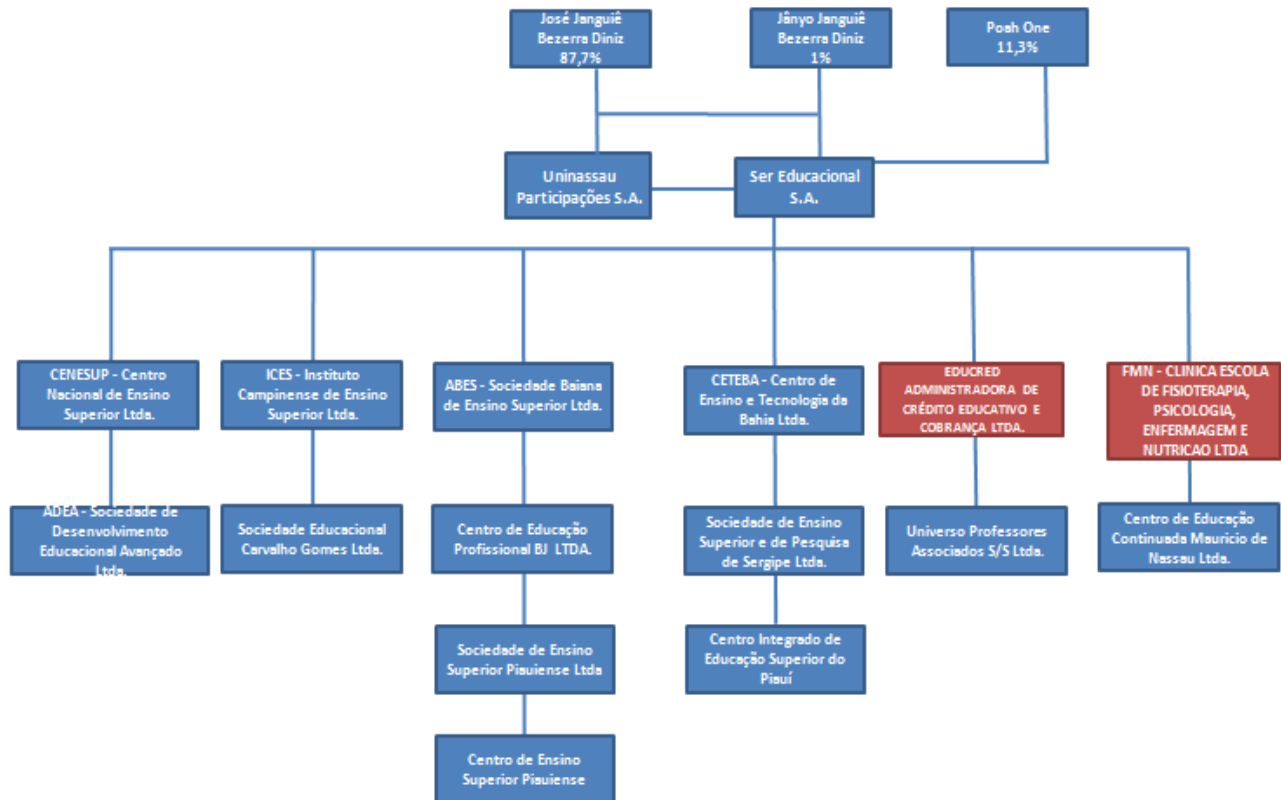 José Janguiê
Bezerra Diniz
87,7%
Jânyo Janguiê
Bezerra Diniz
1%
Poah One
11,3%
Uninassau
Participações S.A.
Ser Educacional
S.A.
CENESUP - Centro
Nacional de Ensino
Superior Ltda.
ICES - Instituto
Campinense de Ensino
Superior Ltda.
ABES - Sociedade Baiana
de Ensino Superior Ltda.
CETEBA - Centro de
Ensino e Tecnologia da
Bahia Ltda.
EDUCRED
ADMINISTRADORA DE
CRÉDITO EDUCATIVO E
COBRANÇA LTDA.
FMN - CLINICA ESCOLA
DE FISIOTERAPIA,
PSICOLOGIA,
ENFERMAGEM E
NUTRICAO LTDA
ADEA - Sociedade de
Desenvolvimento
Educacional Avançado
Ltda.
Sociedade Educacional
Carvalho Gomes Ltda.
Centro de Educação
Profissional BJ LTDA.
Sociedade de Ensino
Superior e de Pesquisa
de Sergipe Ltda.
Universo Professores
Associados S/S Ltda.
Centro de Educação
Continuada Mauricio de
Nassau Ltda.
Sociedade de Ensino
Superior Piauiense Ltda
Centro Integrado de
Educação Superior do
Piauí
Centro de Ensino
Superior Piauiense